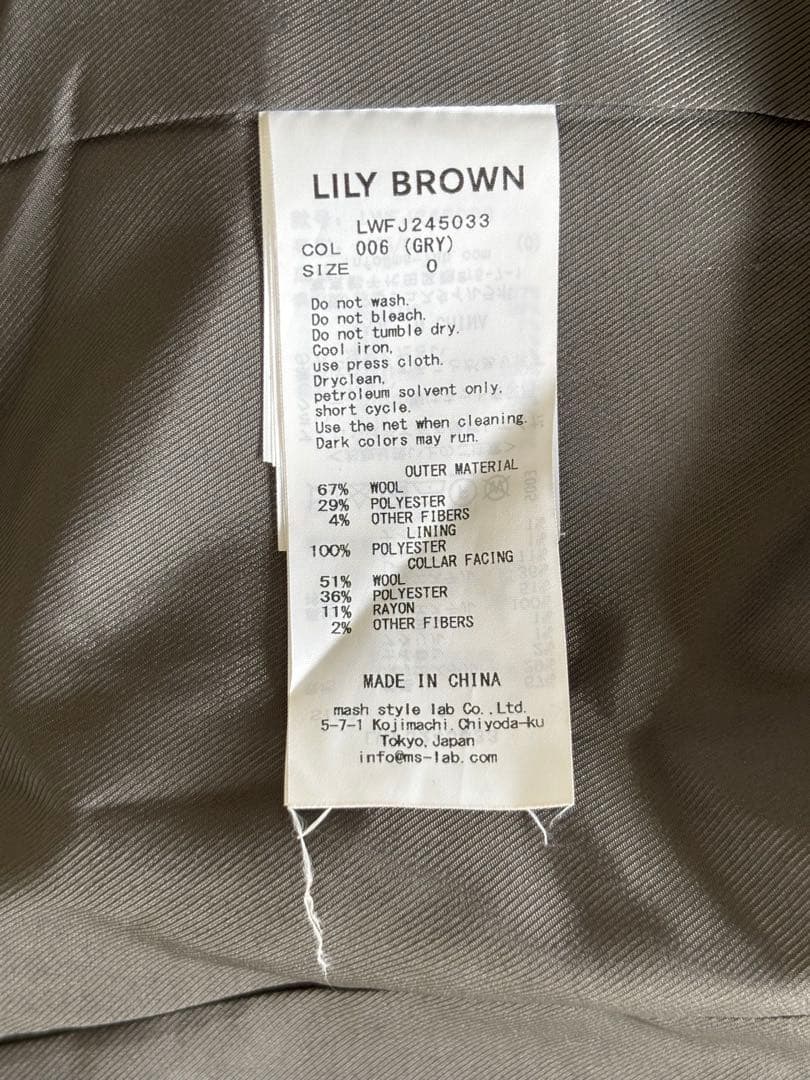 LILY BROWN
LWFJ245033
COL 006 (GRY)
SIZE 0
Do not wash.
Do not bleach.
Do not tumble dry.
Cool iron,
use press cloth.
Dryclean,
petroleum solvent only.
short cycle.
Use the net when cleaning.
Dark colors may run.
OUTER MATERIAL
67% WOOL
29% POLYESTER
4% OTHER FIBERS
LINING
100% POLYESTER
COLLAR FACING
51% WOOL
36% POLYESTER
11% RAYON
2% OTHER FIBERS
MADE IN CHINA
mash style lab Co.,Ltd.
5-7-1 Kojimachi, Chiyoda-ku
Tokyo, Japan
info@ms-lab.com